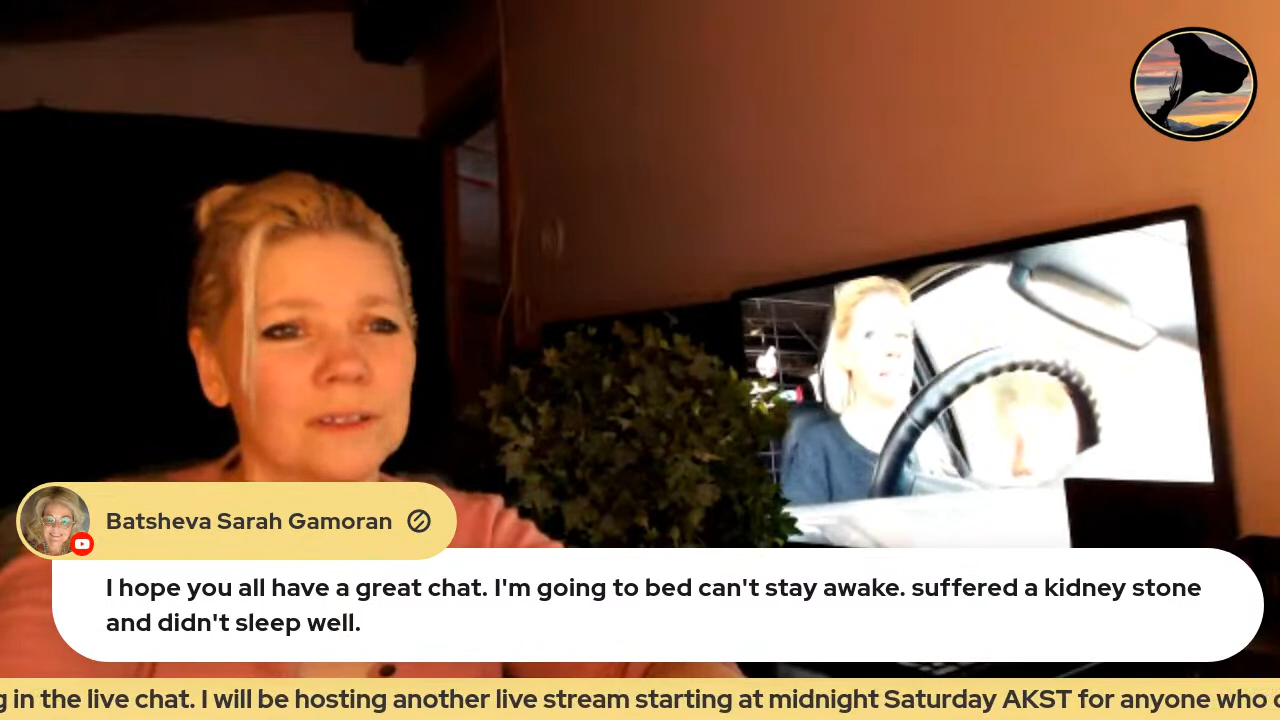 Batsheva Sarah Gamoran
I hope you all have a great chat. I'm going to bed can't stay awake. suffered a kidney stone
and didn't sleep well.
g in the live chat. I will be hosting another live stream starting at midnight Saturday AKST for anyone who